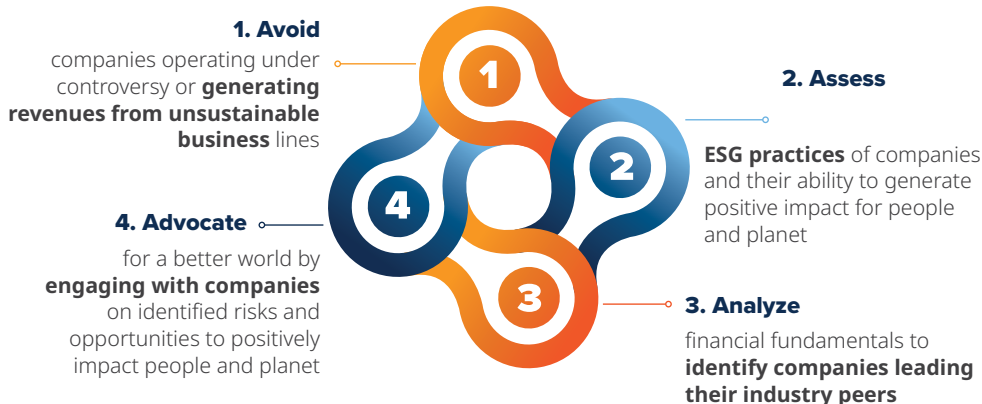 1. Avoid
companies operating under
controversy or generating
revenues from unsustainable
business lines
1
2. Assess
ESG practices of companies
and their ability to generate
positive impact for people
and planet
2
3. Analyze
financial fundamentals to
identify companies leading
their industry peers
3
4. Advocate
for a better world by
engaging with companies
on identified risks and
opportunities to positively
impact people and planet
4